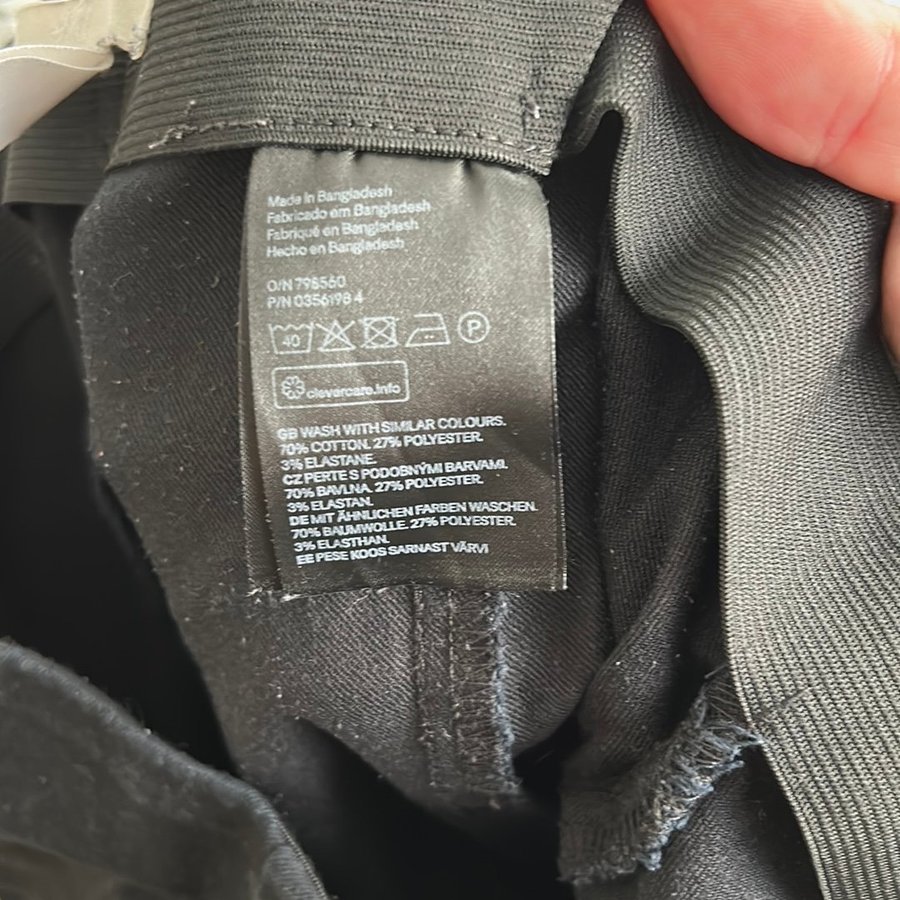 Made in Bangladesh
Fabricado em Bangladesh
Fabriqué en Bangladesh
Hecho en Bangladesh
O/N 798560
P/N 0356198 4
40
P
clevercare.info
GB WASH WITH SIMILAR COLOURS.
70% COTTON. 27% POLYESTER.
3% ELASTANE.
CZ PERTE S PODOBNÝMI BARVAMI.
70% BAVLNA. 27% POLYESTER.
3% ELASTAN.
DE MIT ÄHNLICHEN FARBEN WASCHEN.
70% BAUMWOLLE. 27% POLYESTER.
3% ELASTHAN.
EE PESE KOOS SARNAST VÄRVI